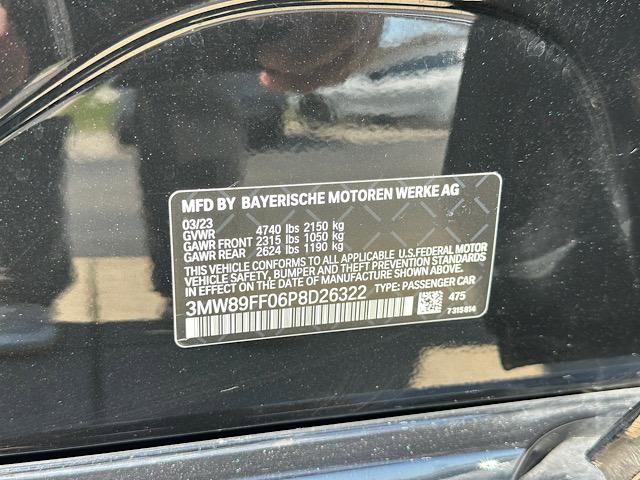 MFD BY BAYERISCHE MOTOREN WERKE AG
03/23
GVWR 4740 lbs 2150 kg
GAWR FRONT 2315 lbs 1050 kg
GAWR REAR 2624 lbs 1190 kg
THIS VEHICLE CONFORMS TO ALL APPLICABLE U.S.FEDERAL MOTOR
VEHICLE SAFETY, BUMPER AND THEFT PREVENTION STANDARDS
IN EFFECT ON THE DATE OF MANUFACTURE SHOWN ABOVE.
3MW89FF06P8D26322 TYPE: PASSENGER CAR
475
7315814